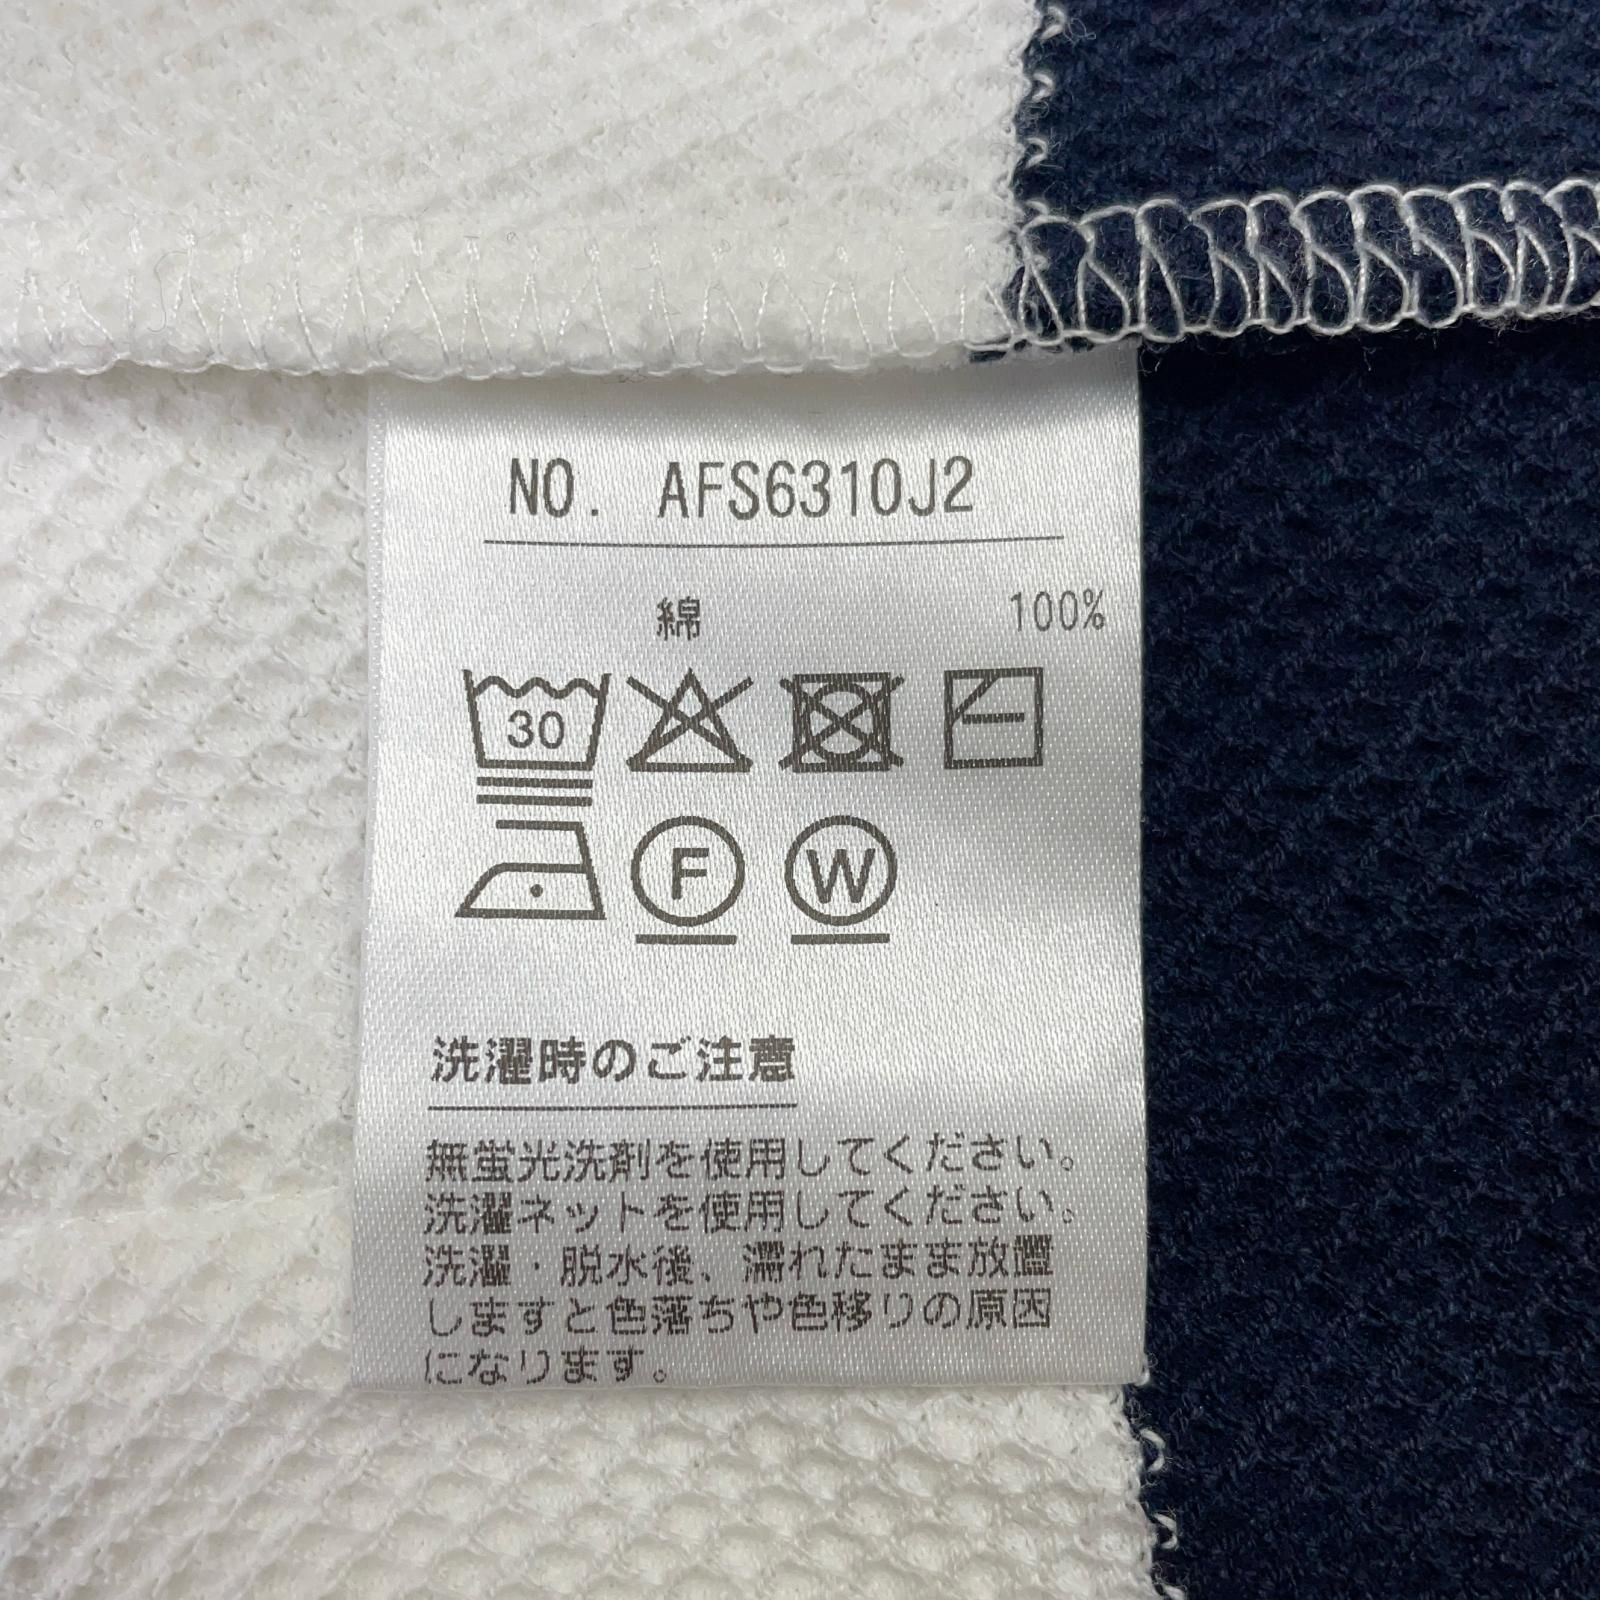 NO. AFS6310J2
綿 100%
30
F W
洗濯時のご注意
無蛍光洗剤を使用してください。
洗濯ネットを使用してください。
洗濯・脱水後、濡れたまま放置
しますと色落ちや色移りの原因
になります。